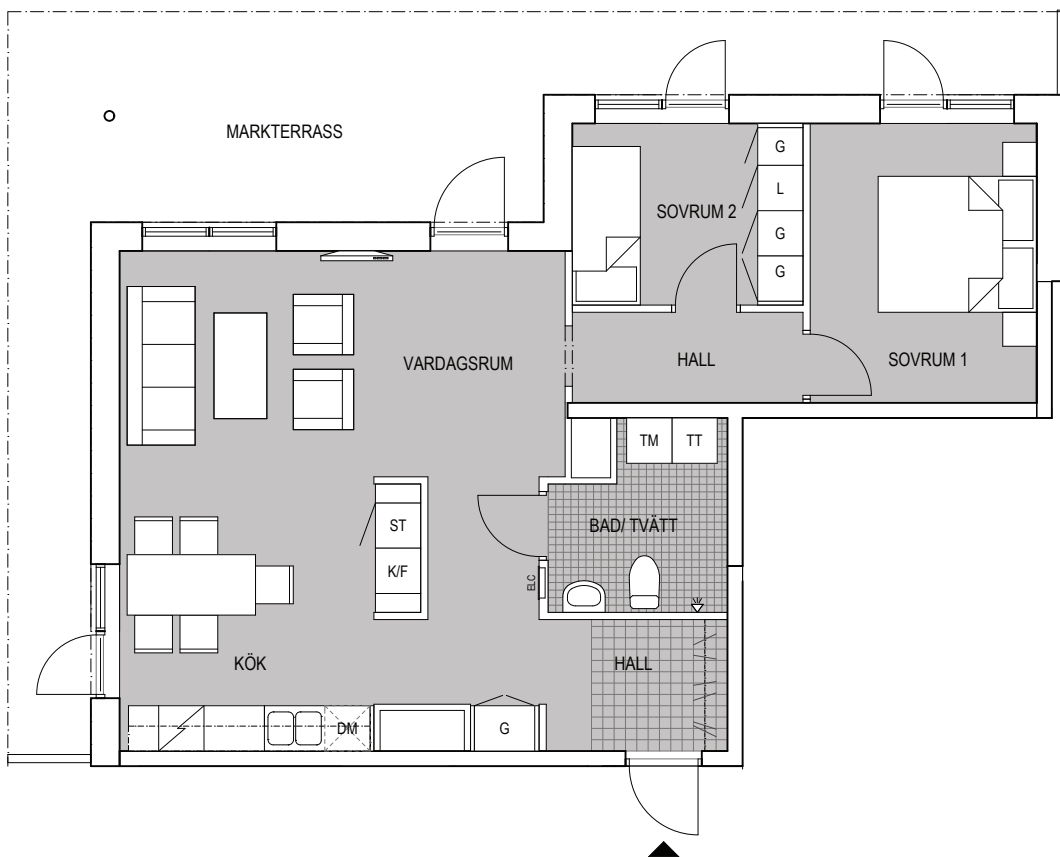 MARKTERRASS
G
L
SOVRUM 2
G
G
VARDAGSRUM
HALL
SOVRUM 1
TM
TT
ST
BAD/ TVÄTT
K/F
ELC
KÖK
HALL
DM
G